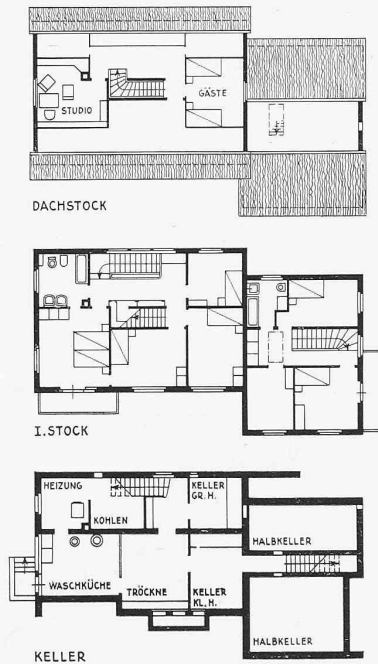 STUDIO
GÄSTE
DACHSTOCK
I.STOCK
HEIZUNG
KELLER
GR.H.
KOHLEN
HALBKELLER
WASCHKÜCHE
TRÖCKNE
KELLER
KL.H.
HALBKELLER
KELLER